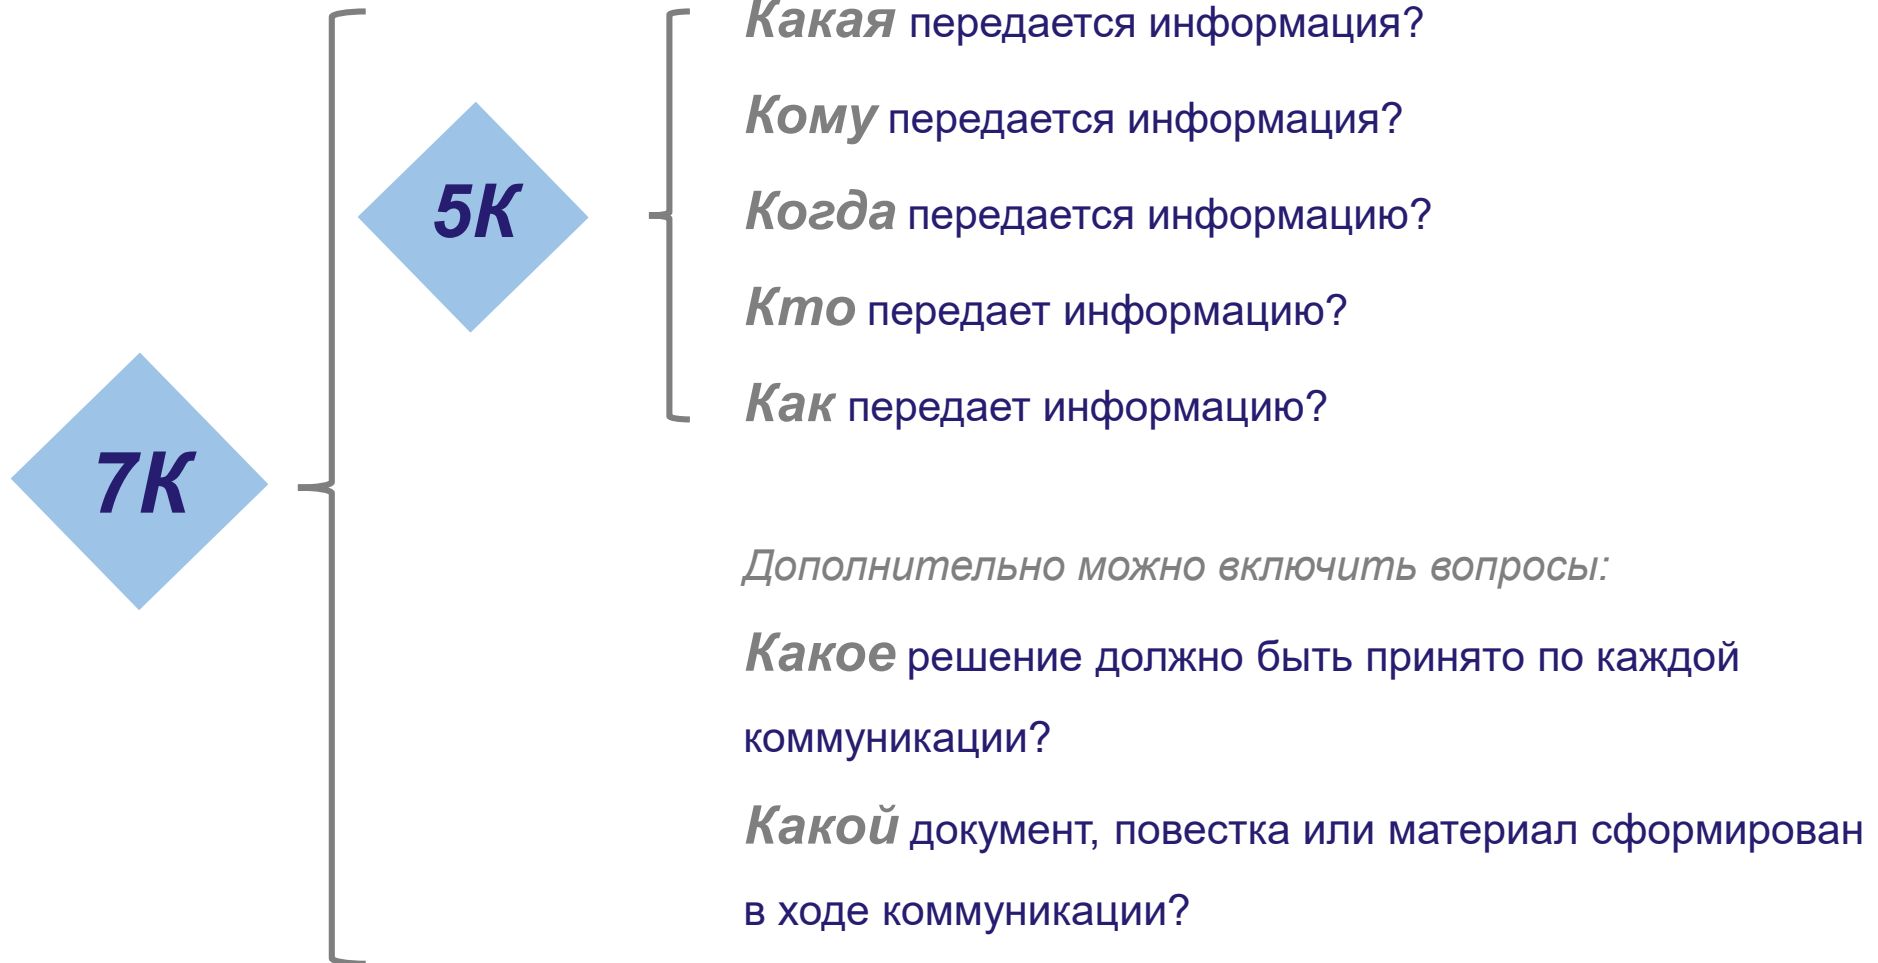 Какая передается информация?
Кому передается информация?
5К
Когда передается информацию?
Кто передает информацию?
Как передает информацию?
7К
Дополнительно можно включить вопросы:
Какое решение должно быть принято по каждой
коммуникации?
Какой документ, повестка или материал сформирован
в ходе коммуникации?